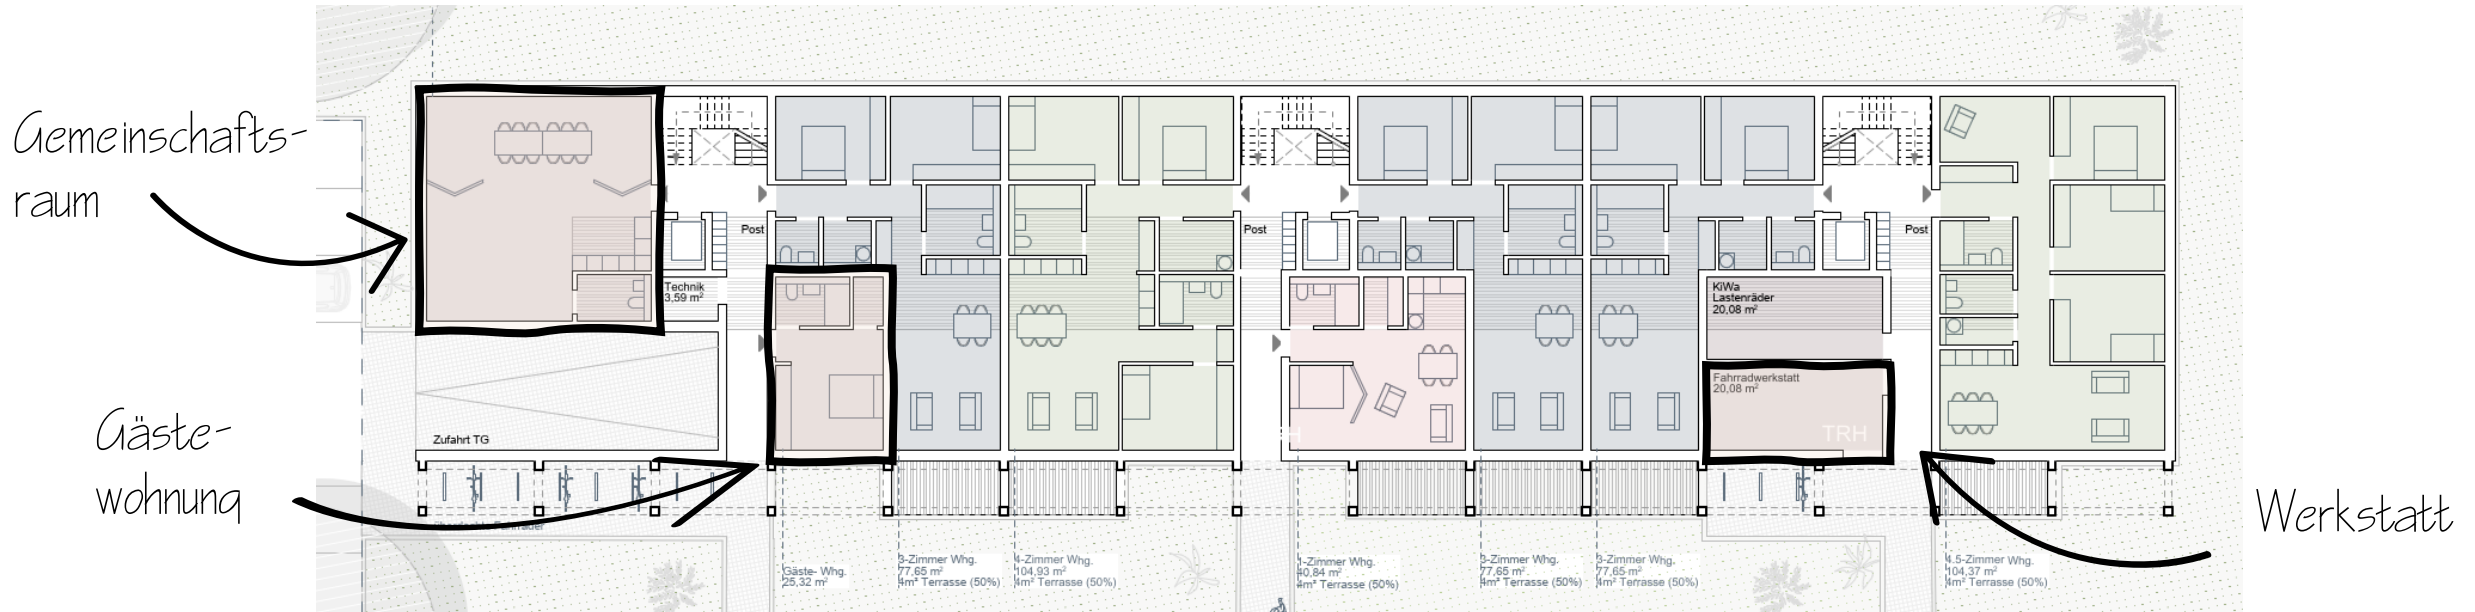 Gemeinschafts-
raum
Post
Post
Post
Technik
3,59 m²
KiWa
Lastenräder
20,08 m²
Fahrradwerkstatt
20,08 m²
TRH
Zufahrt TG
Gäste-
wohnung
Werkstatt
überdachte Fahrräder
Gäste- Whg.
25,32 m²
3-Zimmer Whg.
77,65 m²
4m² Terrasse (50%)
4-Zimmer Whg.
104,93 m²
4m² Terrasse (50%)
1-Zimmer Whg.
40,84 m²
4m² Terrasse (50%)
3-Zimmer Whg.
77,65 m²
4m² Terrasse (50%)
3-Zimmer Whg.
77,65 m²
4m² Terrasse (50%)
4.5-Zimmer Whg.
104,37 m²
4m² Terrasse (50%)